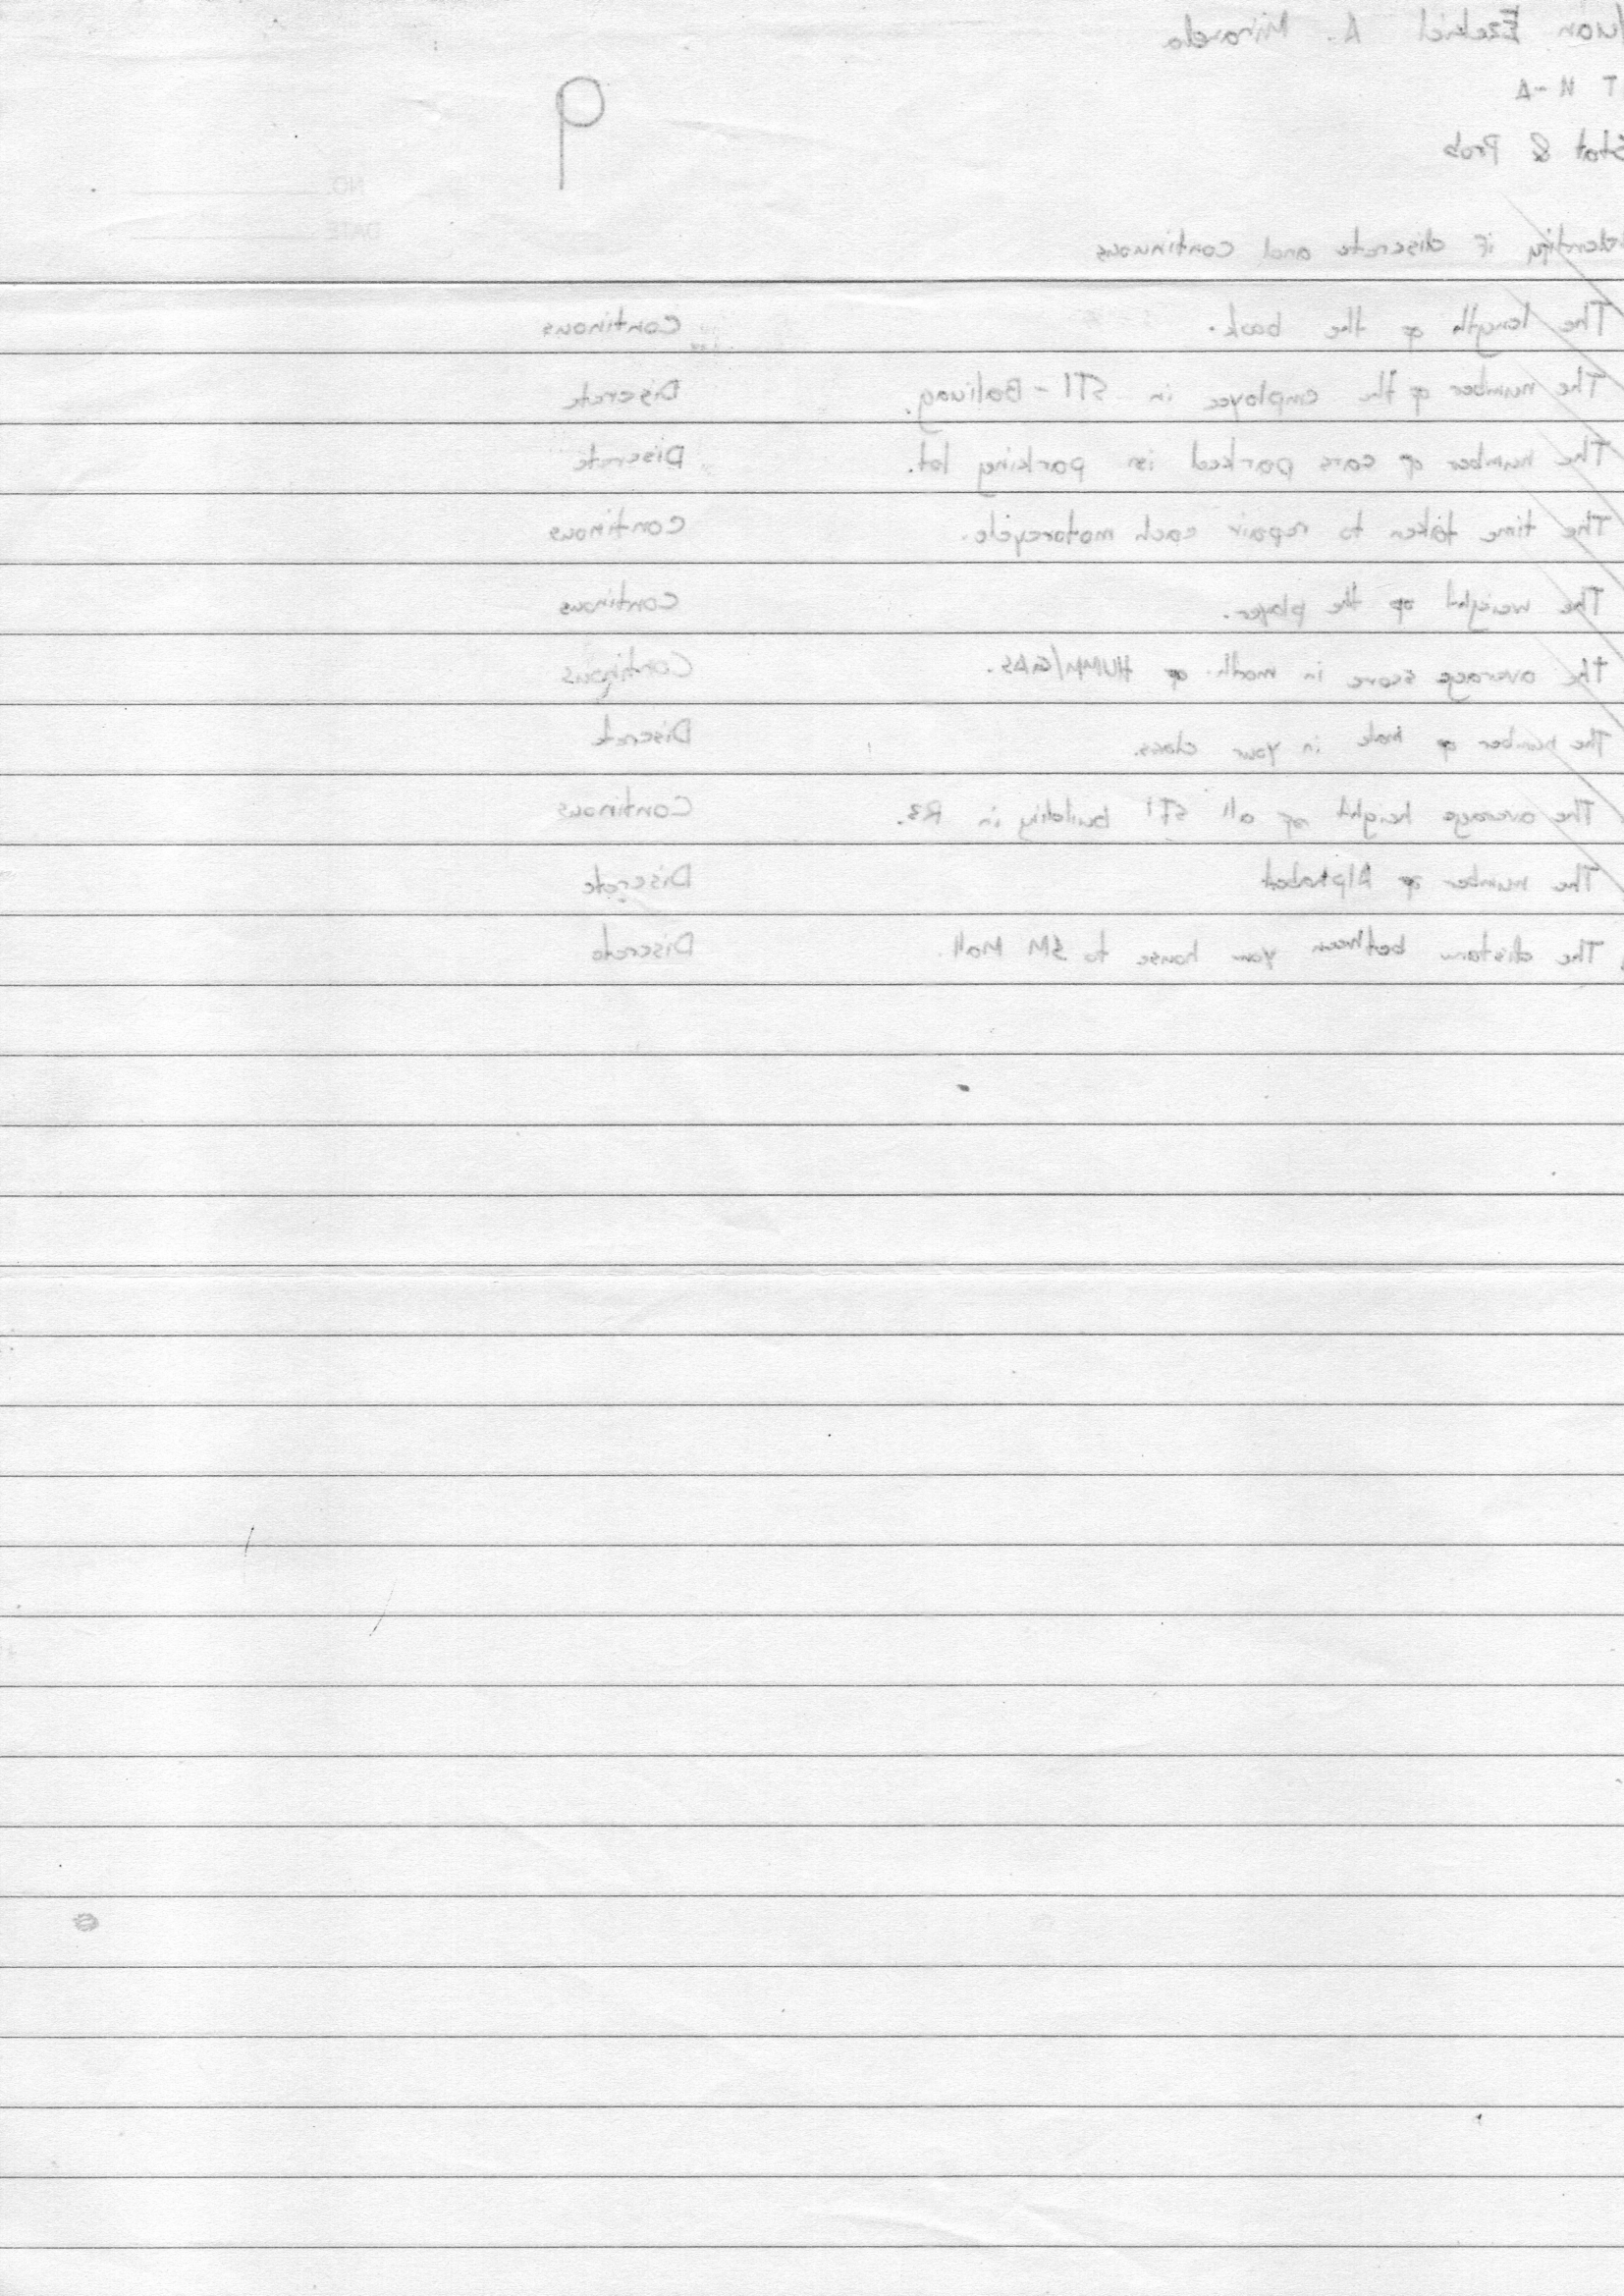 Juan Ezekiel A. Miranda
T 11-A
Stat & Prob
9
NO.
DATE
Identify if discrete and continuous
The length of the book. Continous
The number of the employee in STI - Baliuag. Discrete
The number of cars parked in parking lot. Discrete
The time taken to repair each motorcycle. Continous
The weight of the player. Continous
The average score in math of HUMM/GAS. Continous
The number of male in your class. Discrete
The average height of all STI building in R3. Continous
The number of Alphabet Discrete
The distanc between your house to SM Mall. Discrete